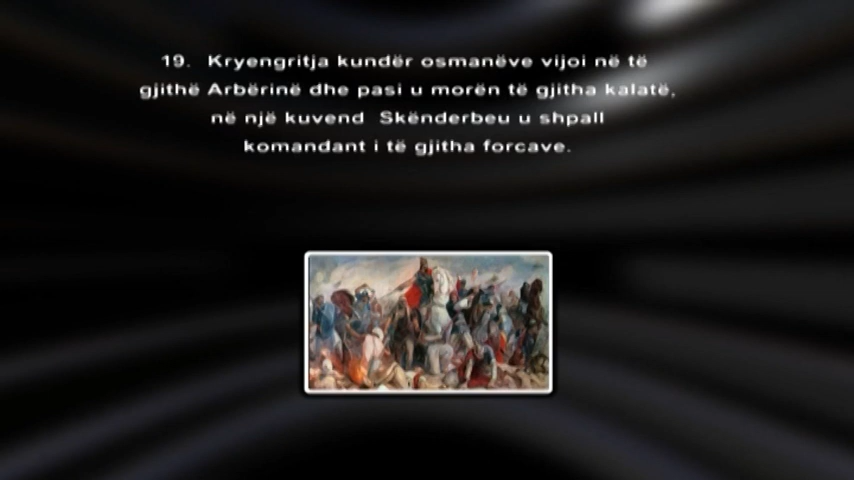 19. Kryengritja kundër osmanëve vijoi në të
gjithë Arbërinë dhe pasi u morën të gjitha kalatë,
në një kuvend Skënderbeu u shpall
komandant i të gjitha forcave.